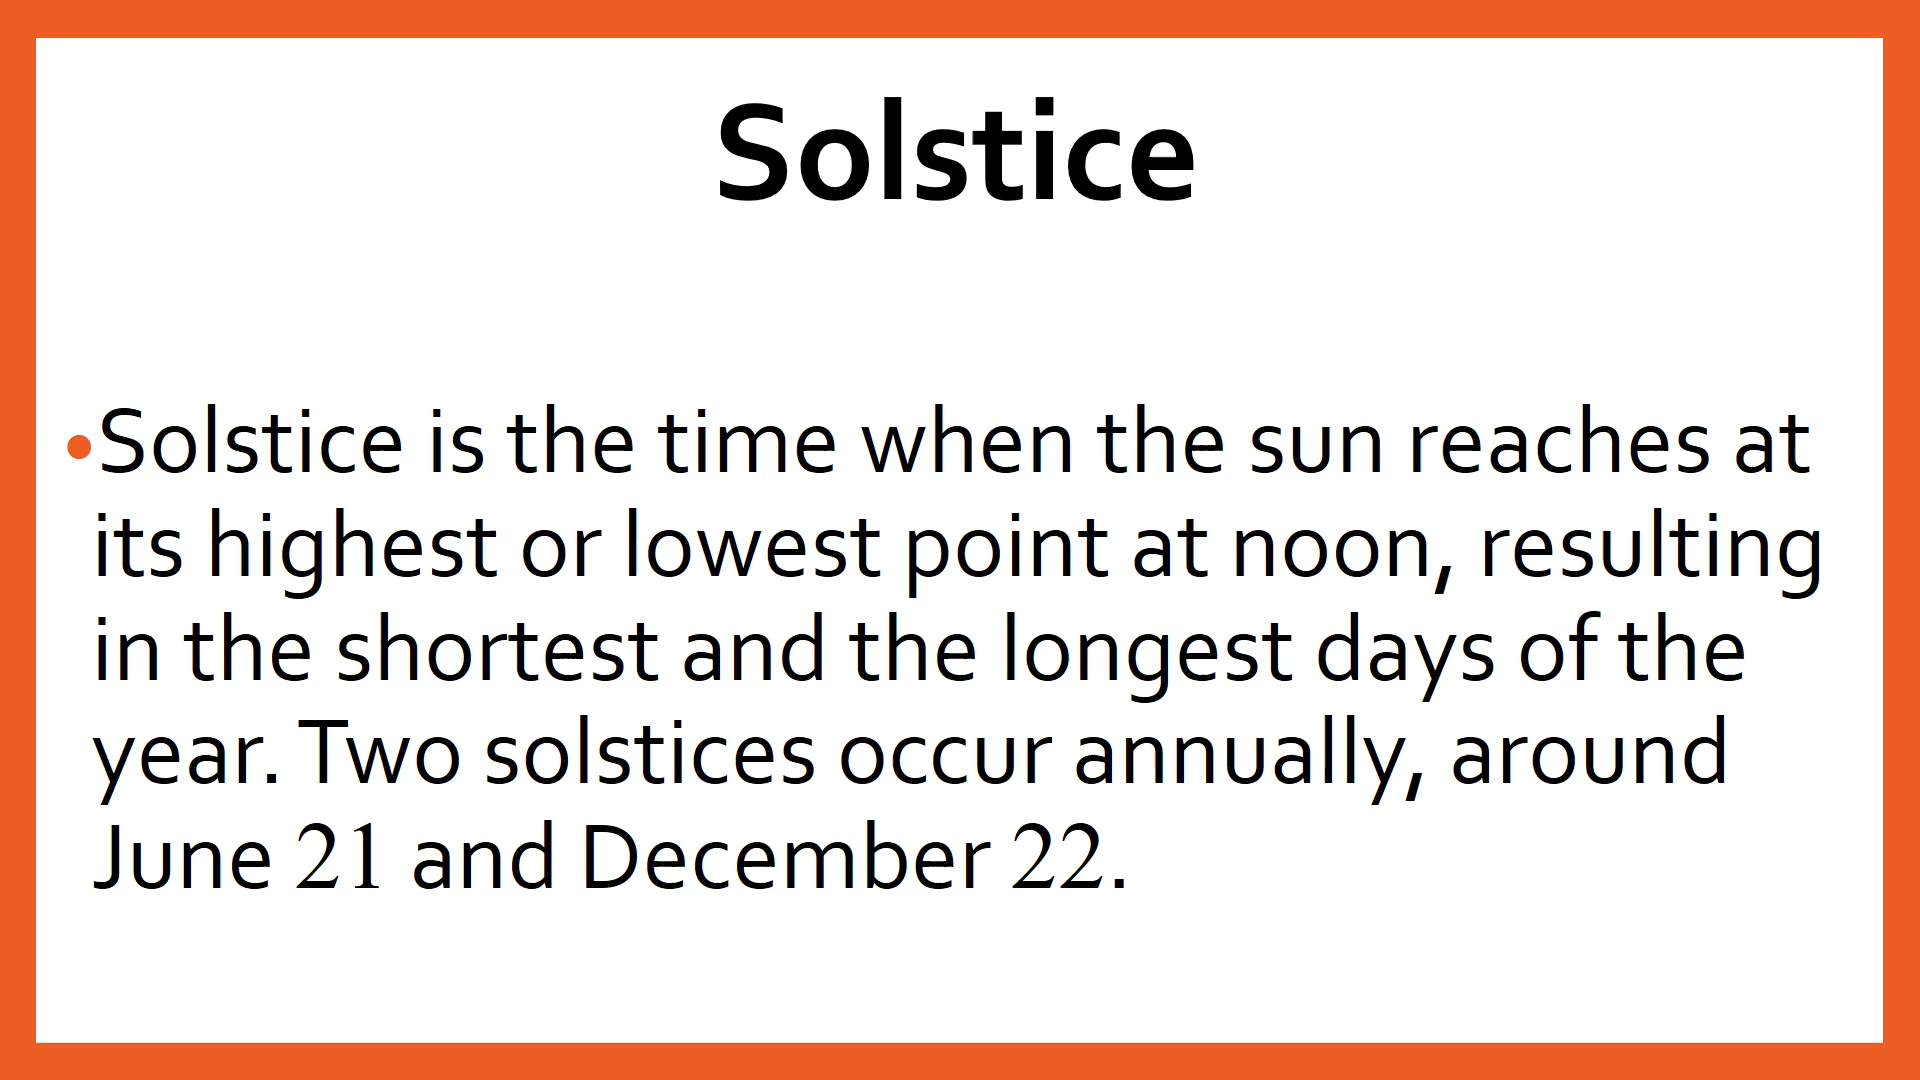 Solstice
•Solstice is the time when the sun reaches at
its highest or lowest point at noon, resulting
in the shortest and the longest days of the
year. Two solstices occur annually, around
June 21 and December 22.